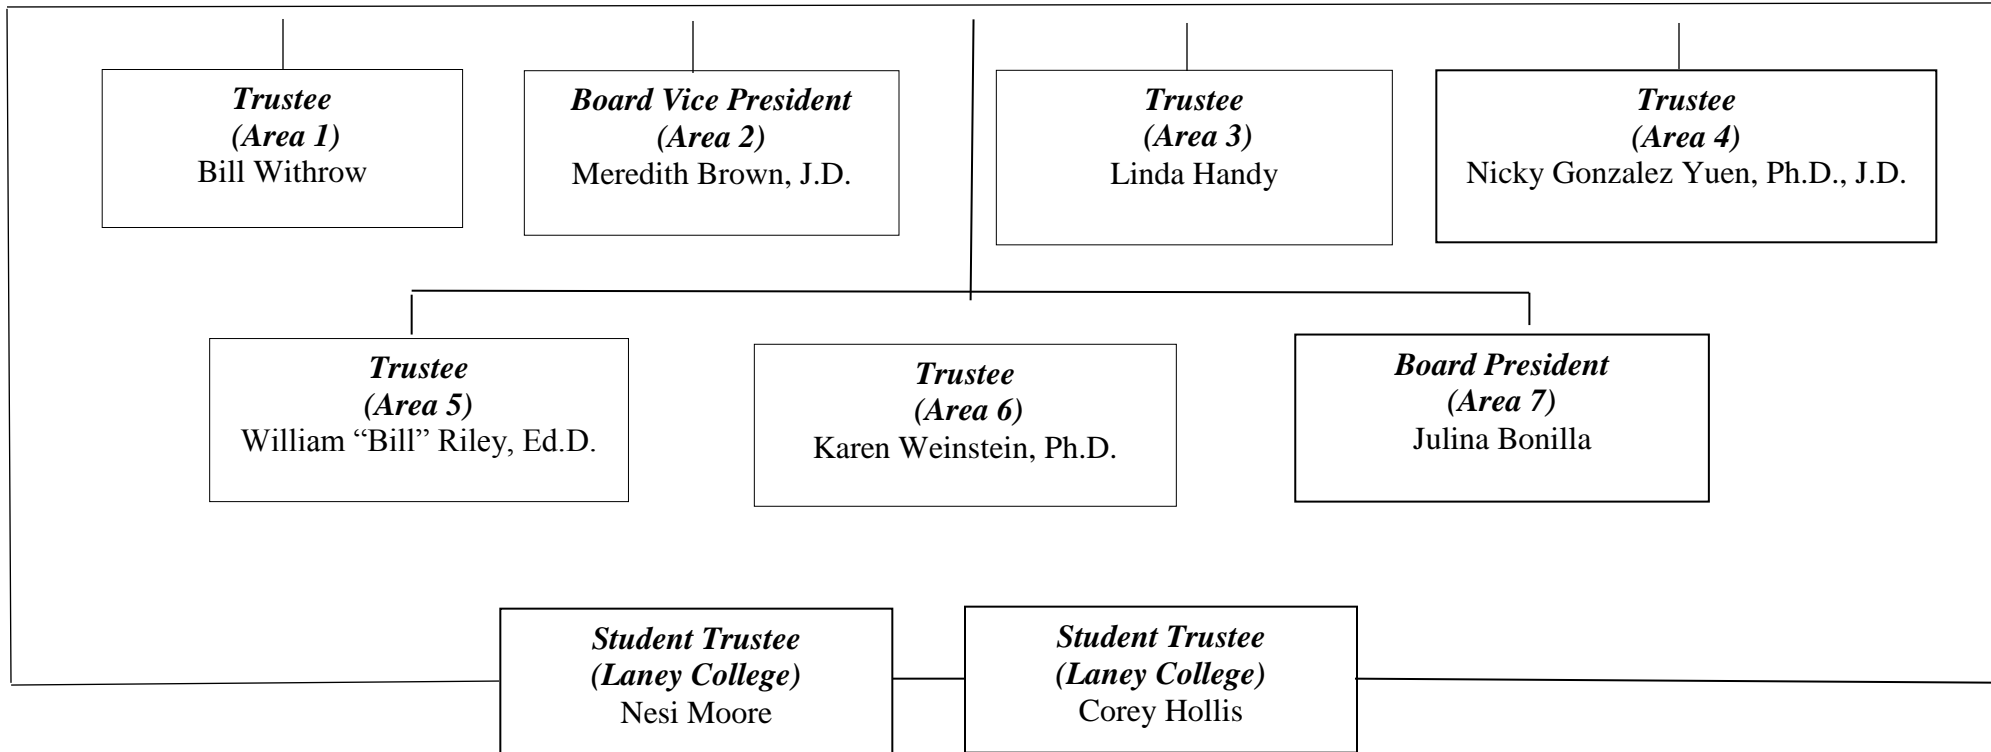 Trustee
(Area 1)
Bill Withrow
Board Vice President
(Area 2)
Meredith Brown, J.D.
Trustee
(Area 3)
Linda Handy
Trustee
(Area 4)
Nicky Gonzalez Yuen, Ph.D., J.D.
Trustee
(Area 5)
William “Bill” Riley, Ed.D.
Trustee
(Area 6)
Karen Weinstein, Ph.D.
Board President
(Area 7)
Julina Bonilla
Student Trustee
(Laney College)
Nesi Moore
Student Trustee
(Laney College)
Corey Hollis